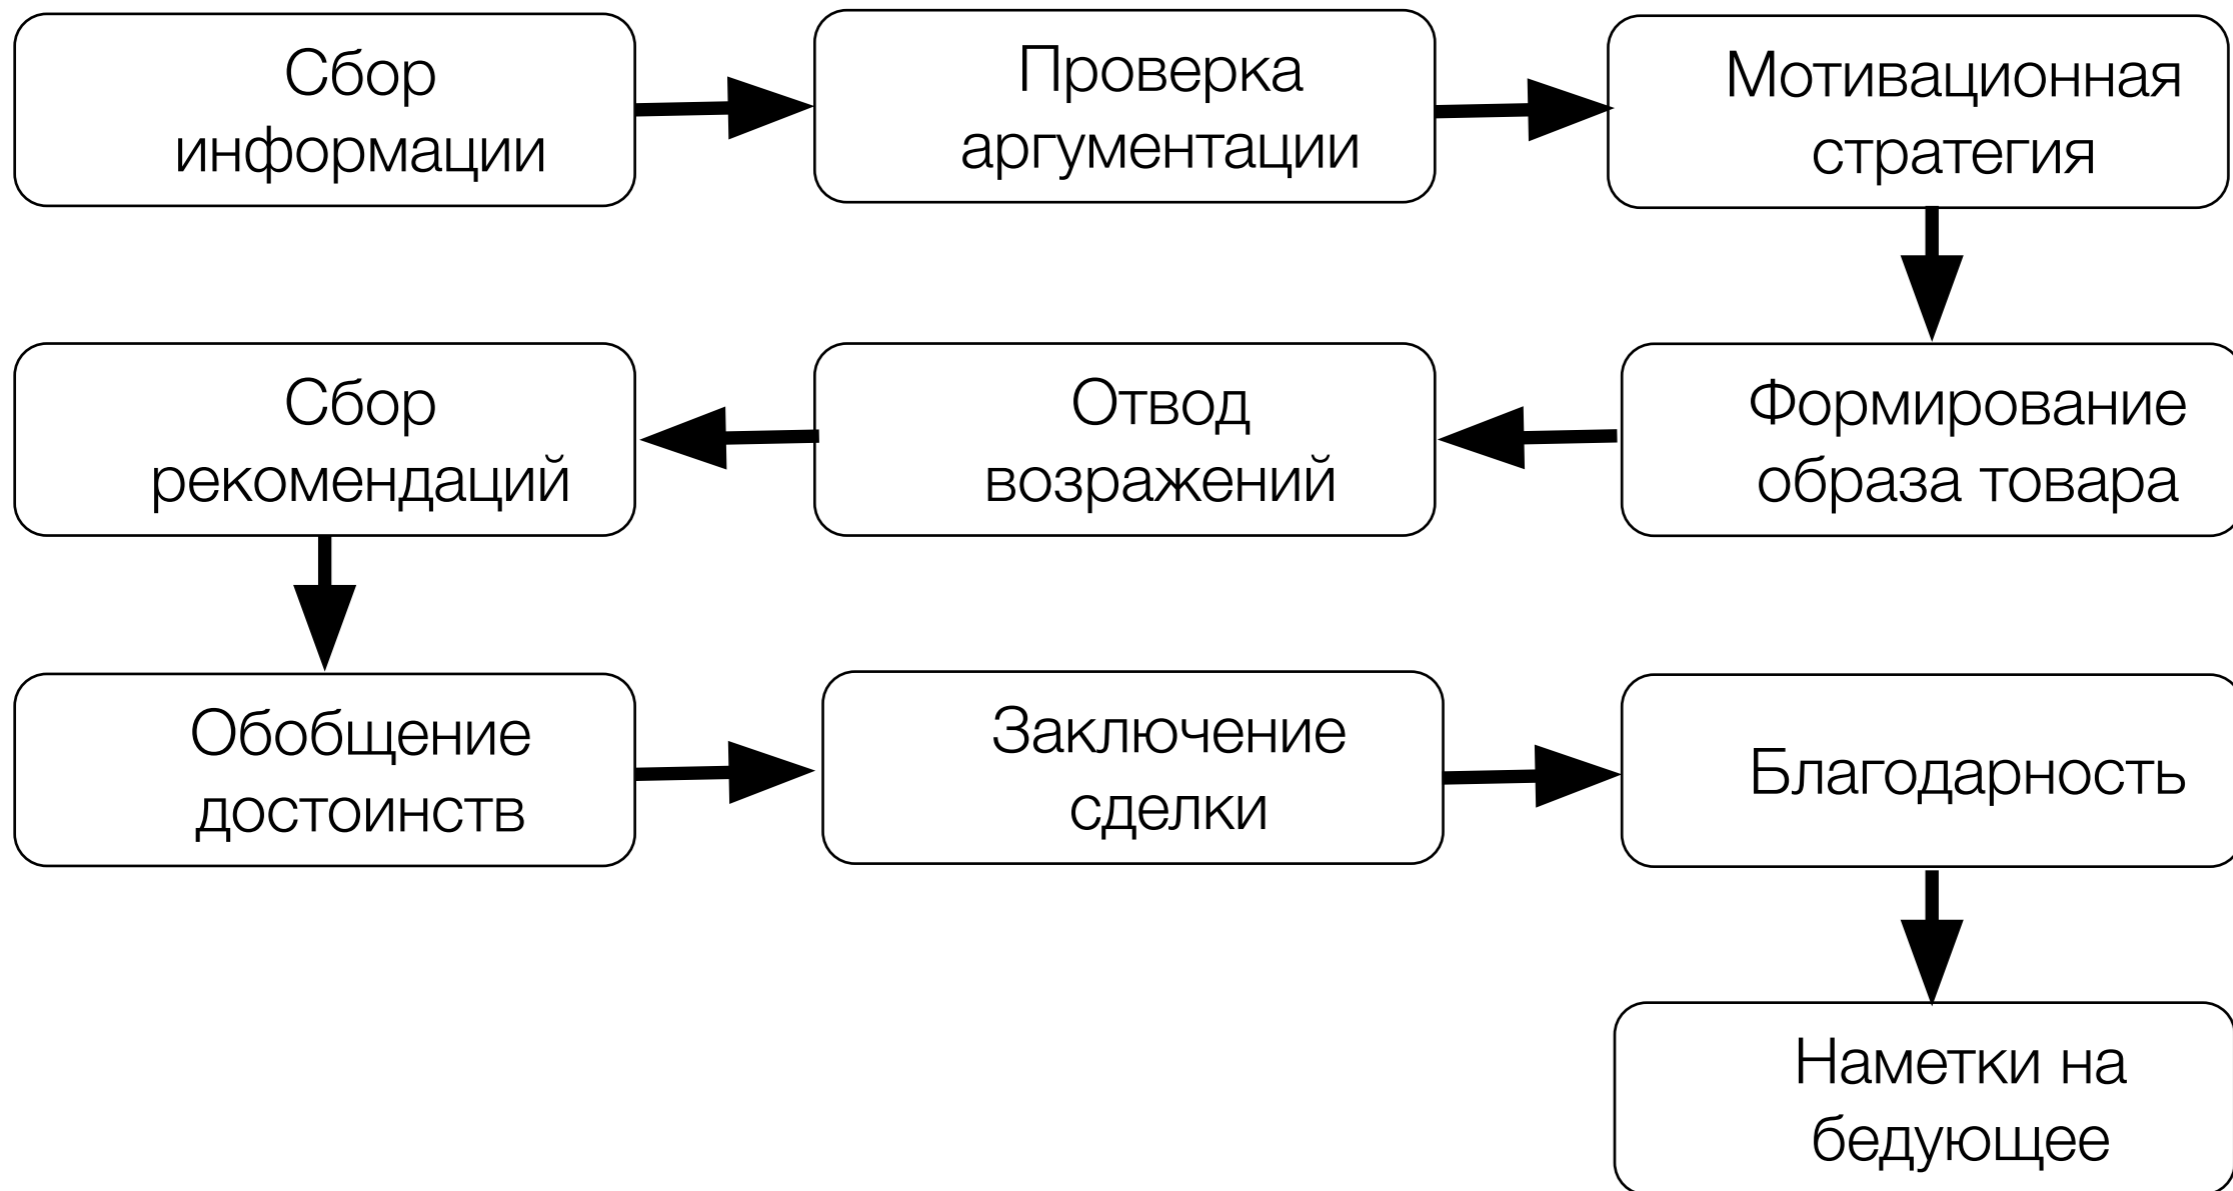 Сбор
информации
Проверка
аргументации
Мотивационная
стратегия
Формирование
образа товара
Отвод
возражений
Сбор
рекомендаций
Обобщение
достоинств
Заключение
сделки
Благодарность
Наметки на
бедующее